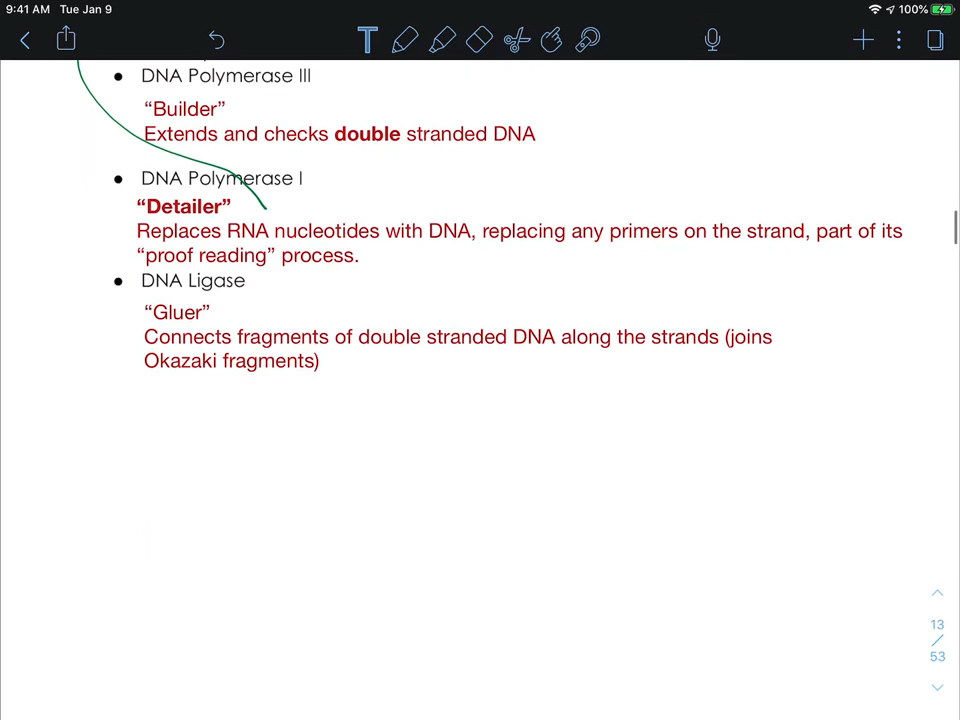 9:41 AM Tue Jan 9
100%
T
● DNA Polymerase III
“Builder”
Extends and checks double stranded DNA
● DNA Polymerase I
“Detailer”
Replaces RNA nucleotides with DNA, replacing any primers on the strand, part of its
“proof reading” process.
● DNA Ligase
“Gluer”
Connects fragments of double stranded DNA along the strands (joins
Okazaki fragments)
13
/
53